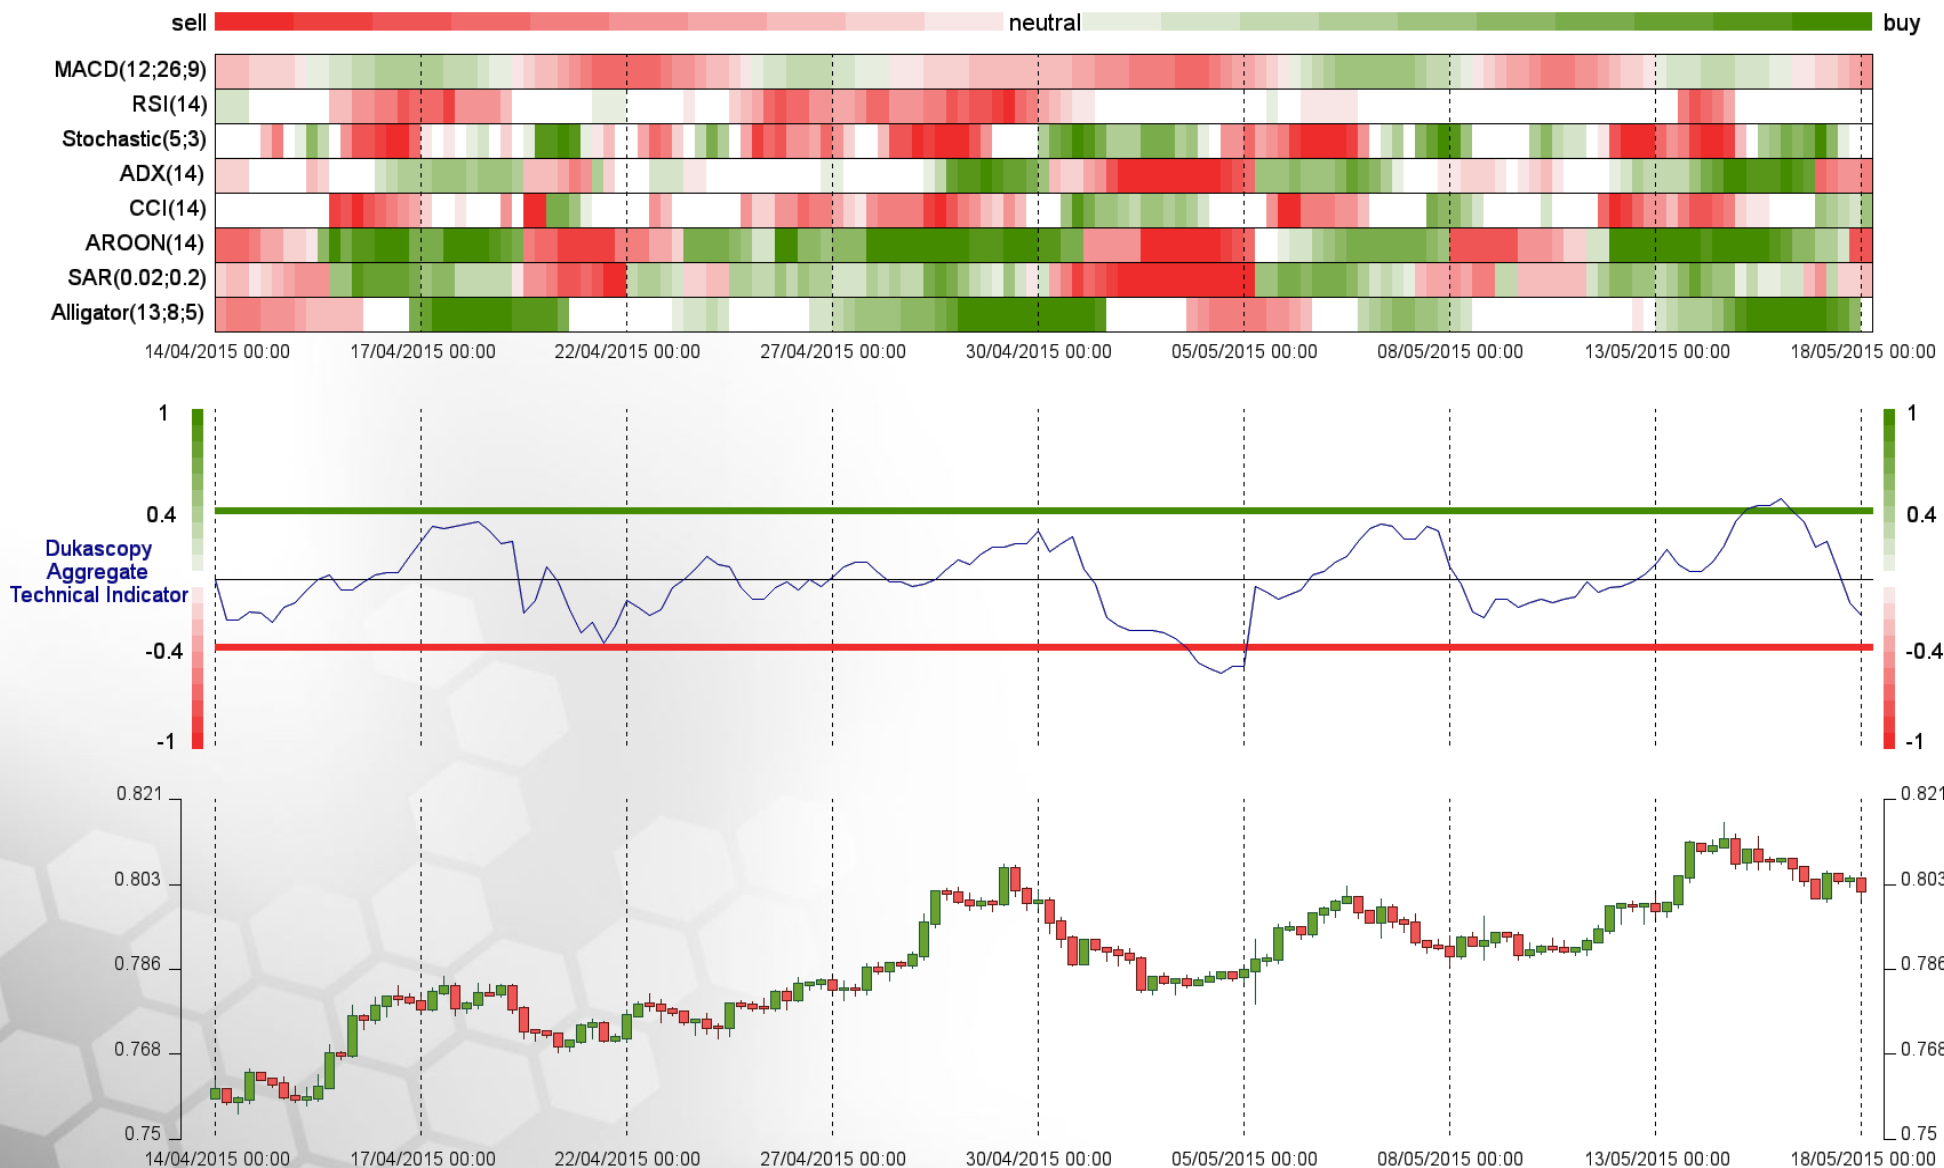 sell neutral buy
MACD(12;26;9)
RSI(14)
Stochastic(5;3)
ADX(14)
CCI(14)
AROON(14)
SAR(0.02;0.2)
Alligator(13;8;5)
14/04/2015 00:00 17/04/2015 00:00 22/04/2015 00:00 27/04/2015 00:00 30/04/2015 00:00 05/05/2015 00:00 08/05/2015 00:00 13/05/2015 00:00 18/05/2015 00:00
1 1
0.4 0.4
Dukascopy
Aggregate
Technical Indicator
-0.4 -0.4
-1 -1
0.821 0.821
0.803 0.803
0.786 0.786
0.768 0.768
0.75 0.75
14/04/2015 00:00 17/04/2015 00:00 22/04/2015 00:00 27/04/2015 00:00 30/04/2015 00:00 05/05/2015 00:00 08/05/2015 00:00 13/05/2015 00:00 18/05/2015 00:00